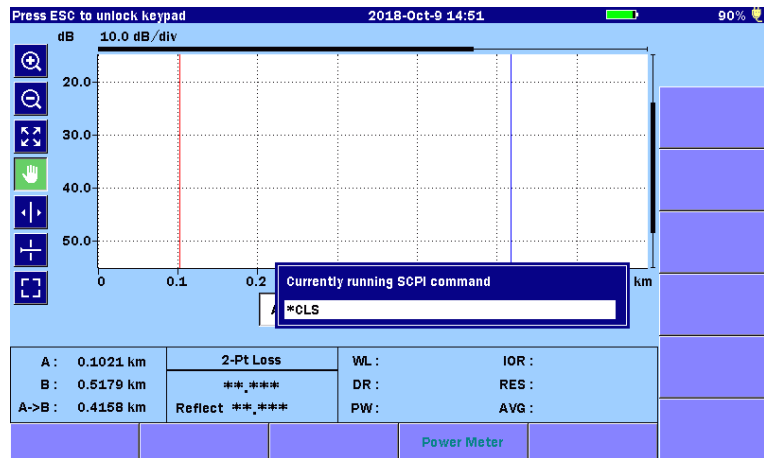 Press ESC to unlock keypad 2018-Oct-9 14:51 90%
dB 10.0 dB/div
20.0
30.0
40.0
50.0
0 0.1 0.2 km
Currently running SCPI command
*CLS
A : 0.1021 km 2-Pt Loss WL : IOR :
B : 0.5179 km **.*** DR : RES :
A->B : 0.4158 km Reflect **.*** PW : AVG :
Power Meter